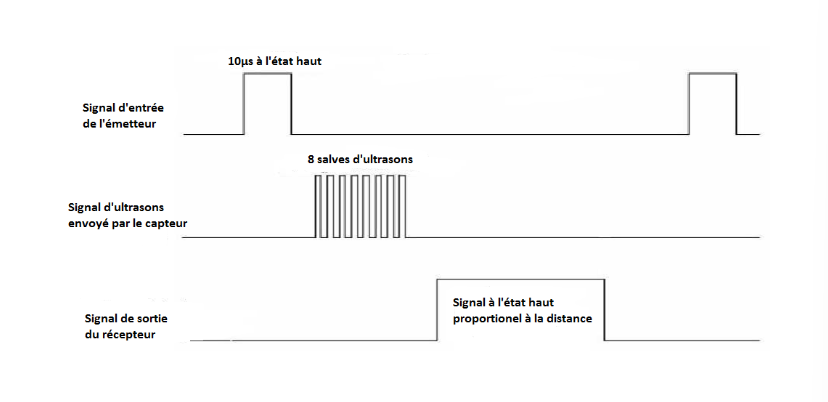 10µs à l'état haut
Signal d'entrée
de l'émetteur
8 salves d'ultrasons
Signal d'ultrasons
envoyé par le capteur
Signal à l'état haut
proportionel à la distance
Signal de sortie
du récepteur